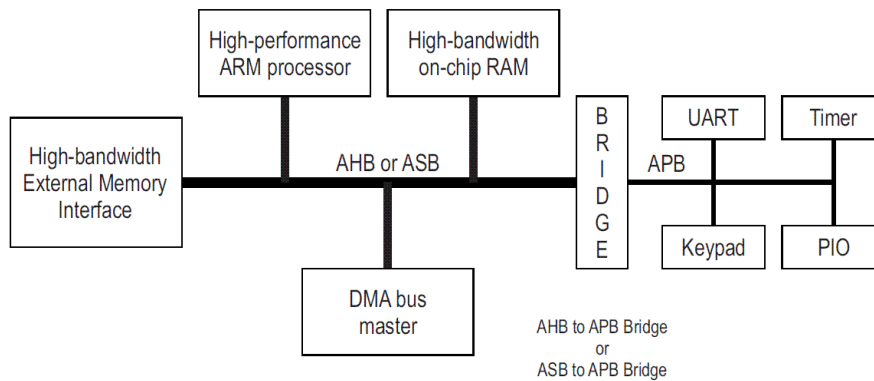 High-performance
ARM processor
High-bandwidth
on-chip RAM
High-bandwidth
External Memory
Interface
AHB or ASB
B
R
I
D
G
E
APB
UART
Timer
Keypad
PIO
DMA bus
master
AHB to APB Bridge
or
ASB to APB Bridge